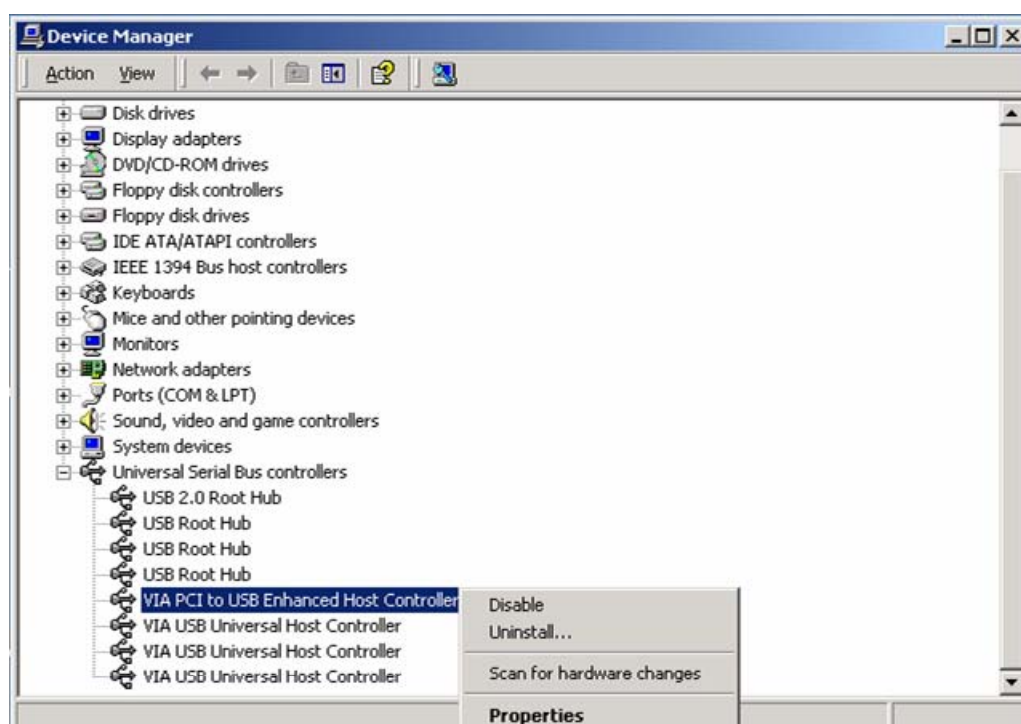 Device Manager
Action View
Disk drives
Display adapters
DVD/CD-ROM drives
Floppy disk controllers
Floppy disk drives
IDE ATA/ATAPI controllers
IEEE 1394 Bus host controllers
Keyboards
Mice and other pointing devices
Monitors
Network adapters
Ports (COM & LPT)
Sound, video and game controllers
System devices
Universal Serial Bus controllers
USB 2.0 Root Hub
USB Root Hub
USB Root Hub
USB Root Hub
VIA PCI to USB Enhanced Host Controller
VIA USB Universal Host Controller
VIA USB Universal Host Controller
VIA USB Universal Host Controller
Disable
Uninstall...
Scan for hardware changes
Properties